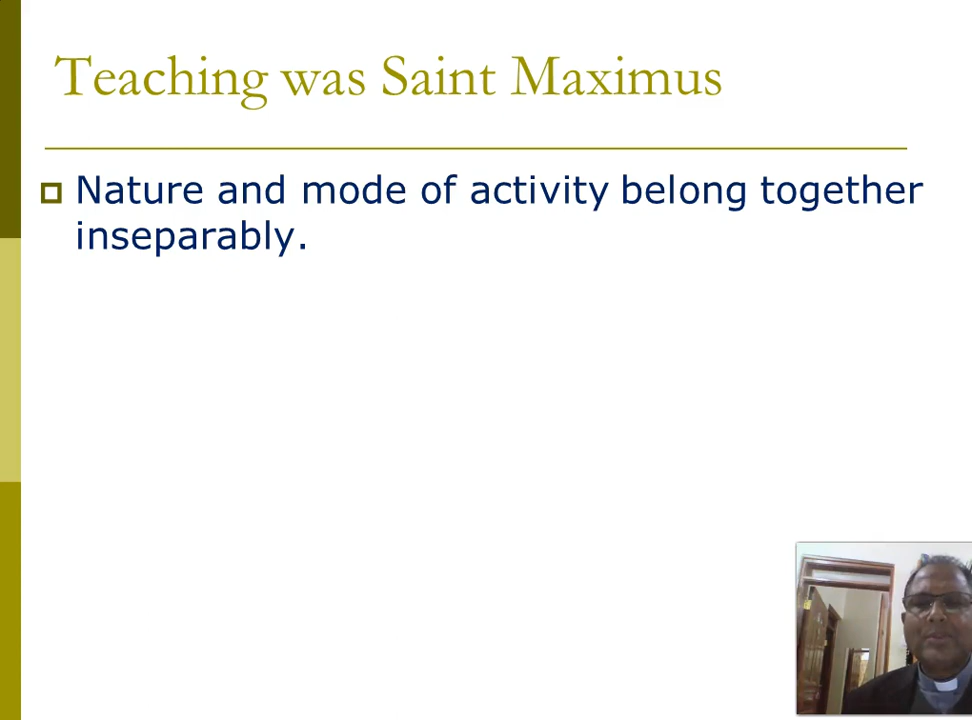 Teaching was Saint Maximus
Nature and mode of activity belong together
inseparably.